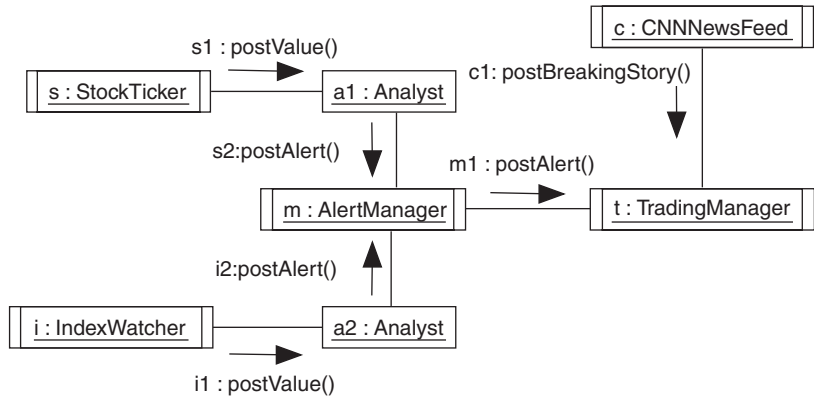 c : CNNNewsFeed
s1 : postValue()
c1: postBreakingStory()
s : StockTicker
a1 : Analyst
s2:postAlert()
m1 : postAlert()
m : AlertManager
t : TradingManager
i2:postAlert()
i : IndexWatcher
a2 : Analyst
i1 : postValue()